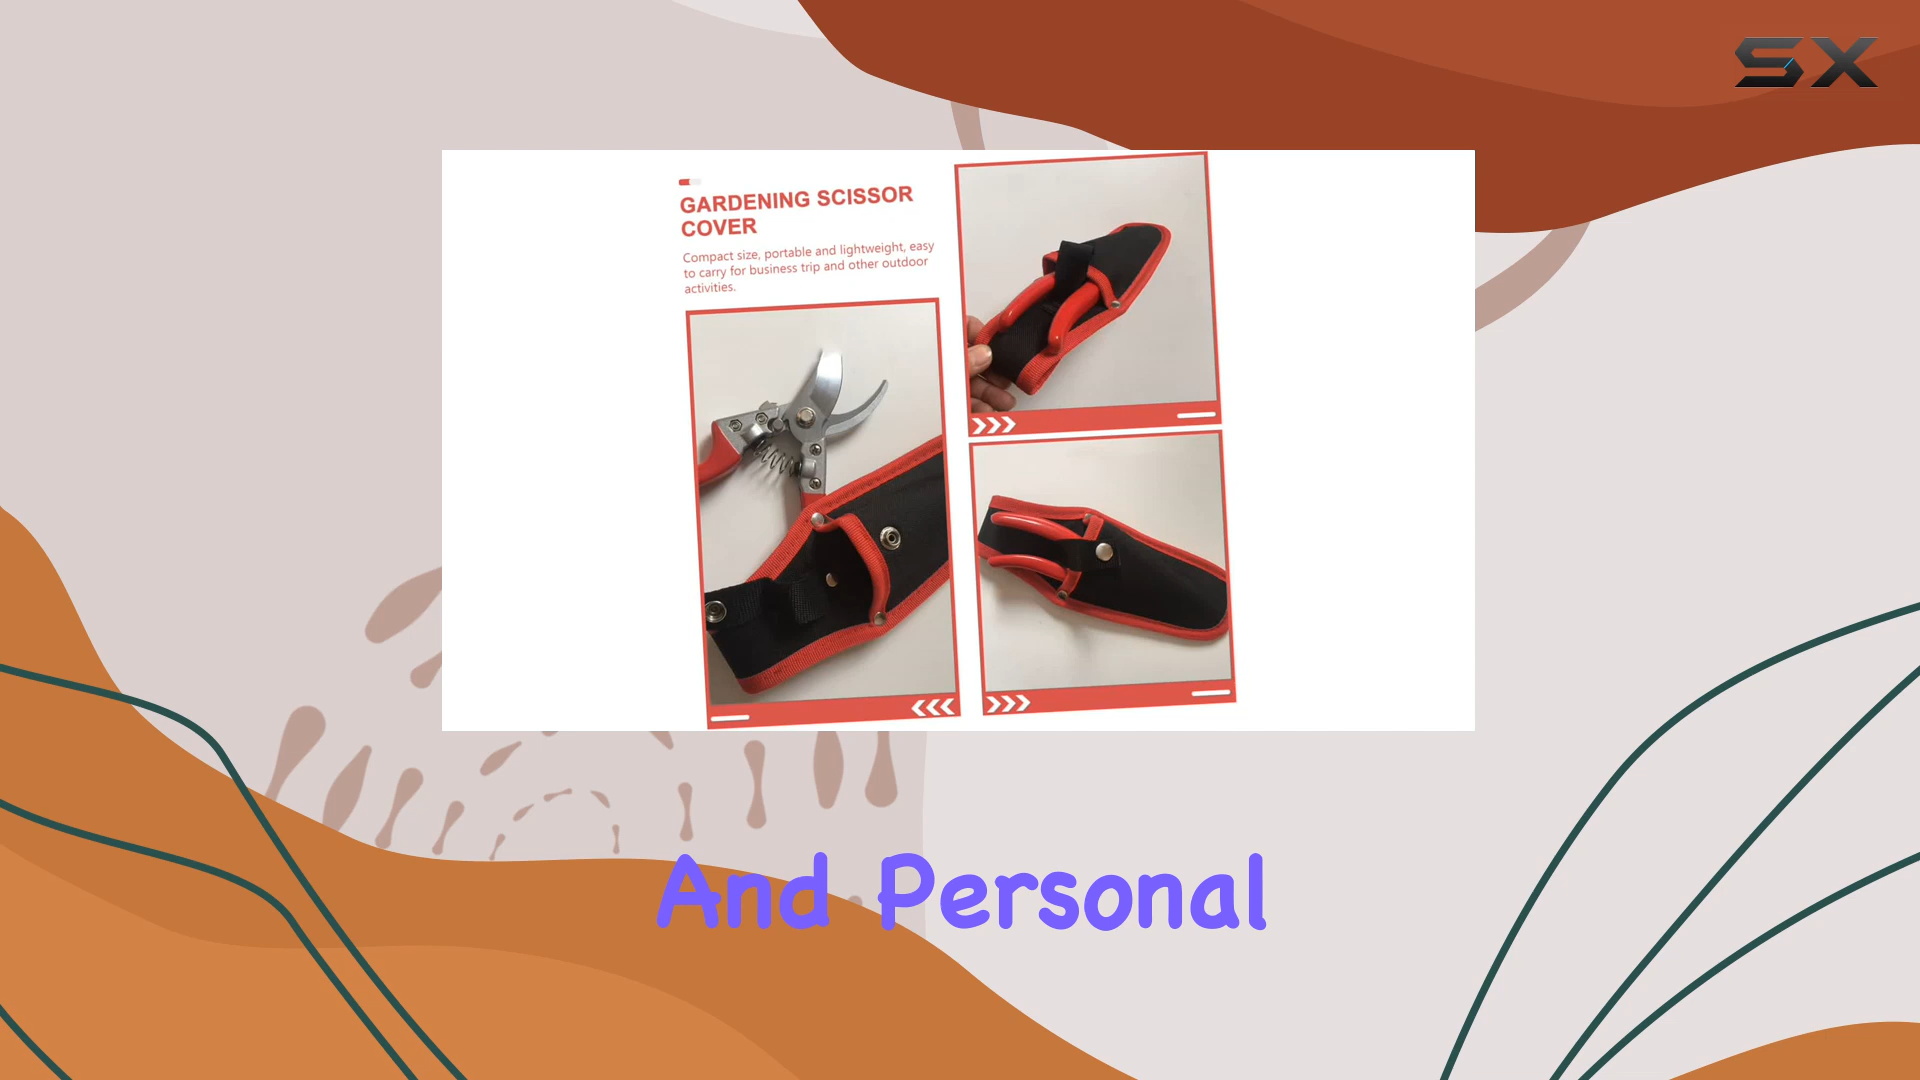 SX
GARDENING SCISSOR
COVER
Compact size, portable and lightweight, easy
to carry for business trip and other outdoor
activities.
And Personal